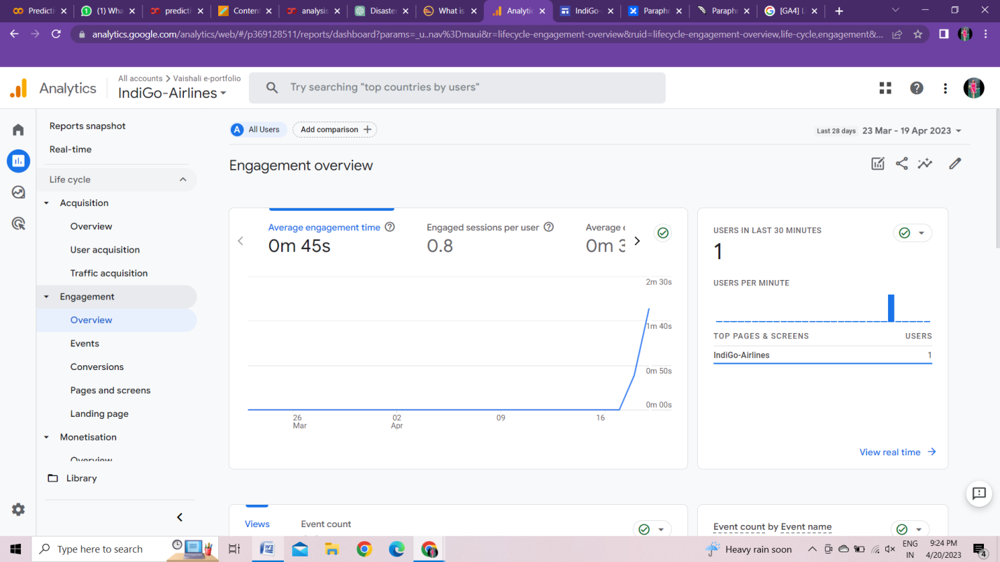 Predicti
(1) Wha
predicti
Content
analysis
Disaster
What is
Analytic
IndiGo-
Paraphr
Paraphr
[GA4] L
analytics.google.com/analytics/web/#/p369128511/reports/dashboard?params=_u..nav%3Dmaui&r=lifecycle-engagement-overview&ruid=lifecycle-engagement-overview,life-cycle,engagement&...
Analytics
All accounts > Vaishali e-portfolio
IndiGo-Airlines
Try searching "top countries by users"
Reports snapshot
Real-time
Life cycle
Acquisition
Overview
User acquisition
Traffic acquisition
Engagement
Overview
Events
Conversions
Pages and screens
Landing page
Monetisation
Overview
Library
A All Users
Add comparison +
Last 28 days 23 Mar - 19 Apr 2023
Engagement overview
Average engagement time
0m 45s
Engaged sessions per user
0.8
Average e
0m 3
2m 30s
1m 40s
0m 50s
0m 00s
26
Mar
02
Apr
09
16
USERS IN LAST 30 MINUTES
1
USERS PER MINUTE
TOP PAGES & SCREENS USERS
IndiGo-Airlines 1
View real time
Views
Event count
Event count by Event name
Type here to search
Heavy rain soon
ENG
IN
9:24 PM
4/20/2023
4